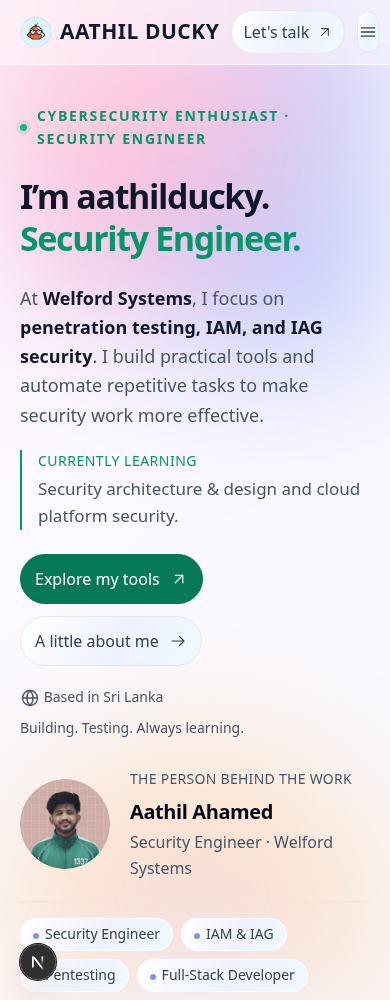 AATHIL DUCKY
Let's talk
CYBERSECURITY ENTHUSIAST ·
SECURITY ENGINEER
I'm aathilducky.
Security Engineer.
At Welford Systems, I focus on
penetration testing, IAM, and IAG
security. I build practical tools and
automate repetitive tasks to make
security work more effective.
CURRENTLY LEARNING
Security architecture & design and cloud
platform security.
Explore my tools
A little about me
Based in Sri Lanka
Building. Testing. Always learning.
THE PERSON BEHIND THE WORK
Aathil Ahamed
Security Engineer · Welford
Systems
1337
Security Engineer
IAM & IAG
N
entesting
Full-Stack Developer